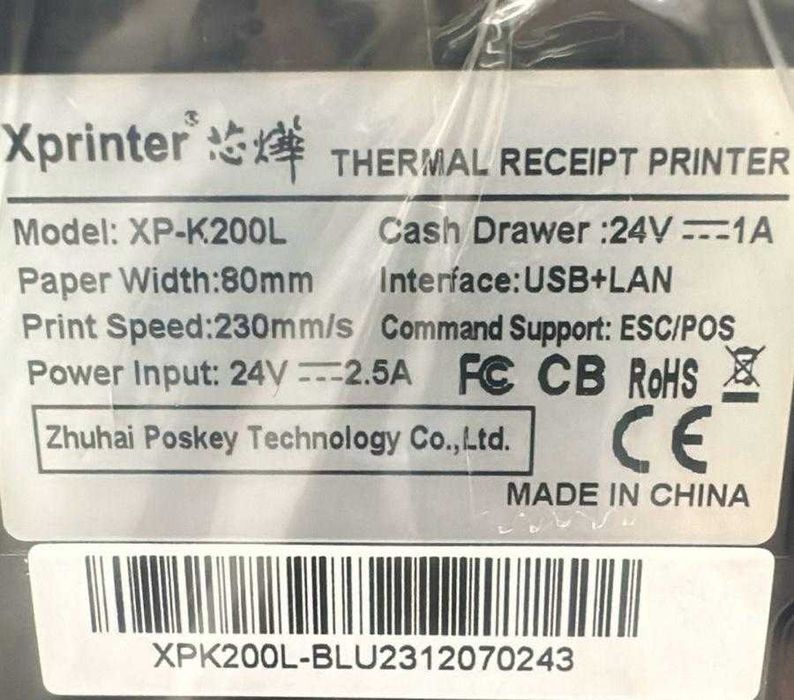 Xprinter® 芯烨 THERMAL RECEIPT PRINTER
Model: XP-K200L Cash Drawer :24V ⎓1A
Paper Width:80mm Interface:USB+LAN
Print Speed:230mm/s Command Support: ESC/POS
Power Input: 24V ⎓2.5A FC CB RoHS
Zhuhai Poskey Technology Co.,Ltd. CE
MADE IN CHINA
XPK200L-BLU2312070243